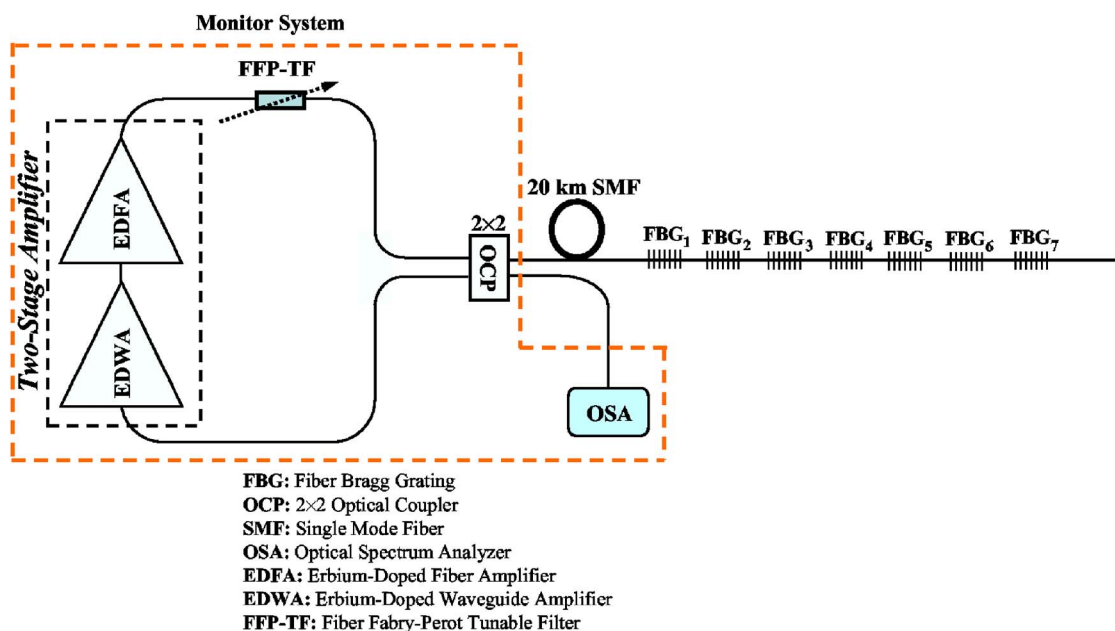 Monitor System
FFP-TF
Two-Stage Amplifier
EDFA
EDWA
2×2
OCP
20 km SMF
FBG₁ FBG₂ FBG₃ FBG₄ FBG₅ FBG₆ FBG₇
OSA
FBG: Fiber Bragg Grating
OCP: 2×2 Optical Coupler
SMF: Single Mode Fiber
OSA: Optical Spectrum Analyzer
EDFA: Erbium-Doped Fiber Amplifier
EDWA: Erbium-Doped Waveguide Amplifier
FFP-TF: Fiber Fabry-Perot Tunable Filter